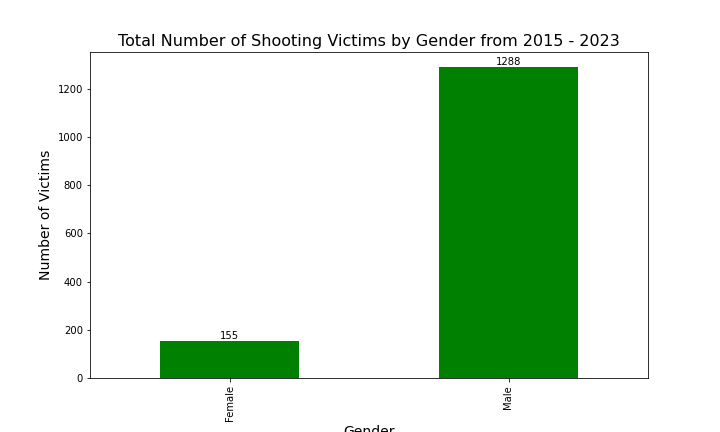 Total Number of Shooting Victims by Gender from 2015 - 2023
1288
1200
1000
800
600
400
200
0
155
Number of Victims
Female
Male
Gender